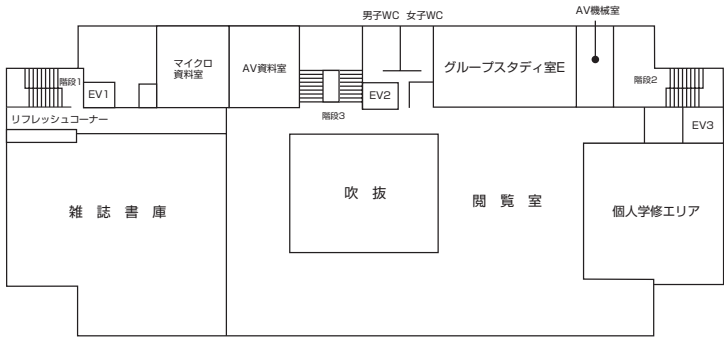 男子WC 女子WC
AV機械室
マイクロ
資料室
AV資料室
グループスタディ室E
階段1
EV1
EV2
階段2
階段3
リフレッシュコーナー
EV3
雑 誌 書 庫
吹 抜
閲 覧 室
個人学修エリア